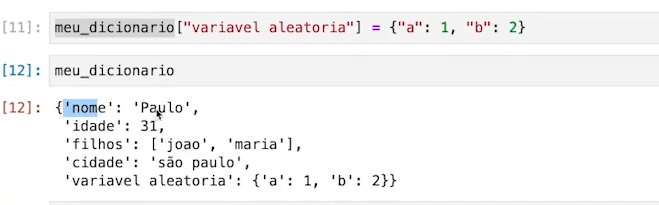 [11]: meu_dicionario["variavel aleatoria"] = {"a": 1, "b": 2}
[12]: meu_dicionario
[12]: {'nome': 'Paulo',
'idade': 31,
'filhos': ['joao', 'maria'],
'cidade': 'são paulo',
'variavel aleatoria': {'a': 1, 'b': 2}}